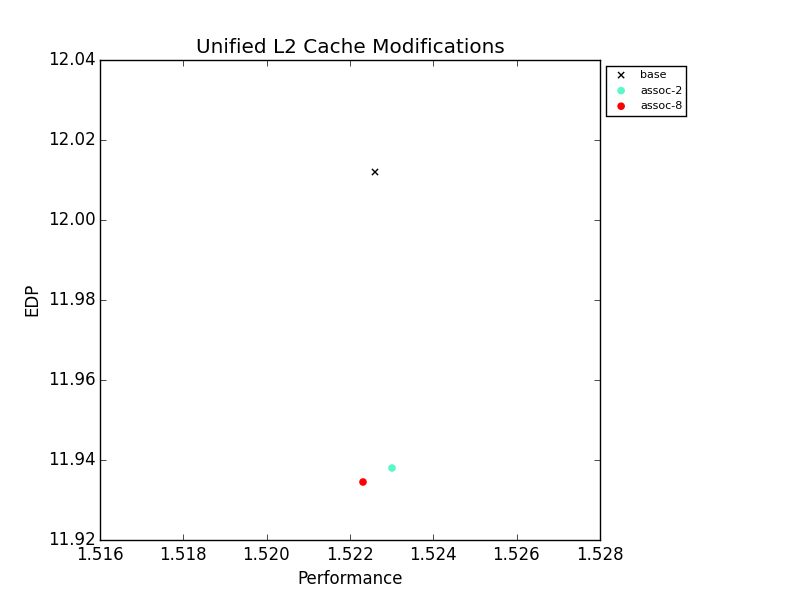 Unified L2 Cache Modifications
12.04
12.02
12.00
11.98
11.96
11.94
11.92
EDP
1.516
1.518
1.520
1.522
1.524
1.526
1.528
Performance
base
assoc-2
assoc-8